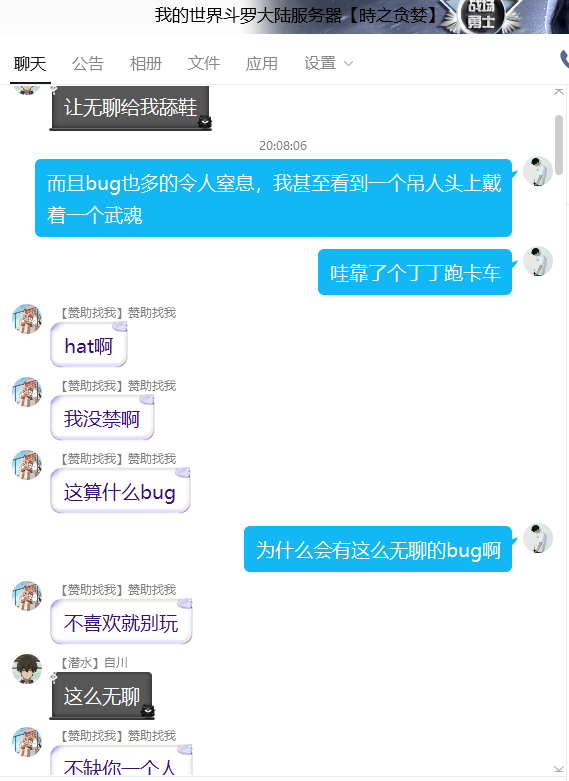 我的世界斗罗大陆服务器【時之贪婪】
战场
勇士
聊天 公告 相册 文件 应用 设置
让无聊给我舔鞋
20:08:06
而且bug也多的令人窒息，我甚至看到一个吊人头上戴
着一个武魂
哇靠了个丁丁跑卡车
【赞助找我】赞助找我
hat啊
【赞助找我】赞助找我
我没禁啊
【赞助找我】赞助找我
这算什么bug
为什么会有这么无聊的bug啊
【赞助找我】赞助找我
不喜欢就别玩
【潜水】自川
这么无聊
【赞助找我】赞助找我
不缺你一个人